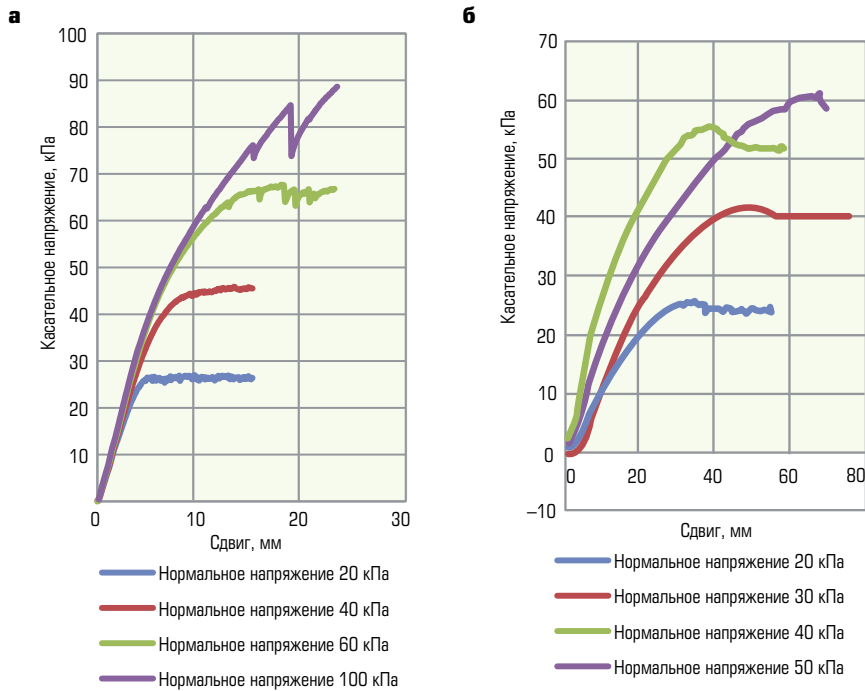 а
Касательное напряжение, кПа
100
90
80
70
60
50
40
30
20
10
0
10
20
30
Сдвиг, мм
Нормальное напряжение 20 кПа
Нормальное напряжение 40 кПа
Нормальное напряжение 60 кПа
Нормальное напряжение 100 кПа
б
Касательное напряжение, кПа
70
60
50
40
30
20
10
0
–10
0
20
40
60
80
Сдвиг, мм
Нормальное напряжение 20 кПа
Нормальное напряжение 30 кПа
Нормальное напряжение 40 кПа
Нормальное напряжение 50 кПа